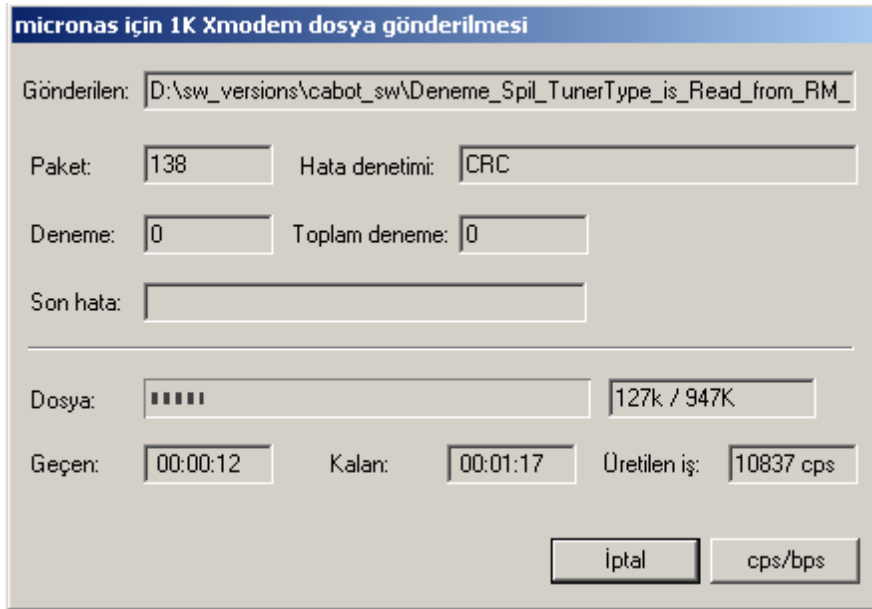 micronas için 1K Xmodem dosya gönderilmesi
Gönderilen: D:\sw_versions\cabot_sw\Deneme_Spil_TunerType_is_Read_from_RM_
Paket: 138 Hata denetimi: CRC
Deneme: 0 Toplam deneme: 0
Son hata:
Dosya: 127k / 947K
Geçen: 00:00:12 Kalan: 00:01:17 Üretilen iş: 10837 cps
İptal cps/bps